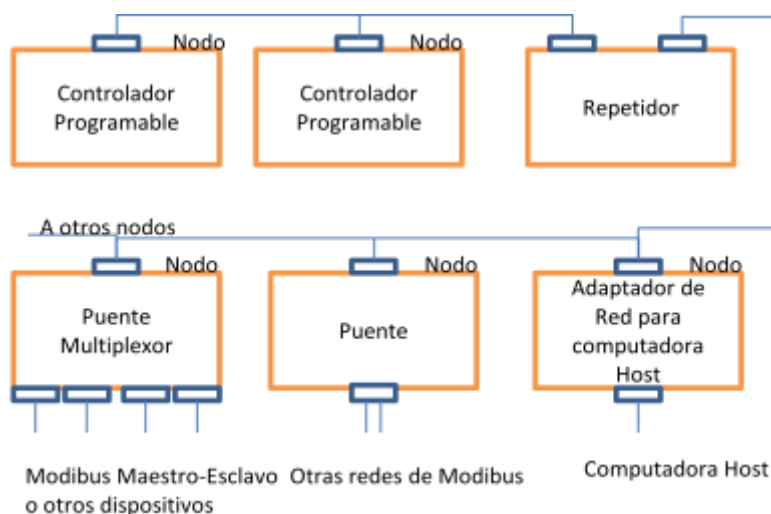 Nodo
Controlador
Programable
Nodo
Controlador
Programable
Repetidor
A otros nodos
Nodo
Puente
Multiplexor
Nodo
Puente
Nodo
Adaptador de
Red para
computadora
Host
Modibus Maestro-Esclavo
o otros dispositivos
Otras redes de Modibus
Computadora Host